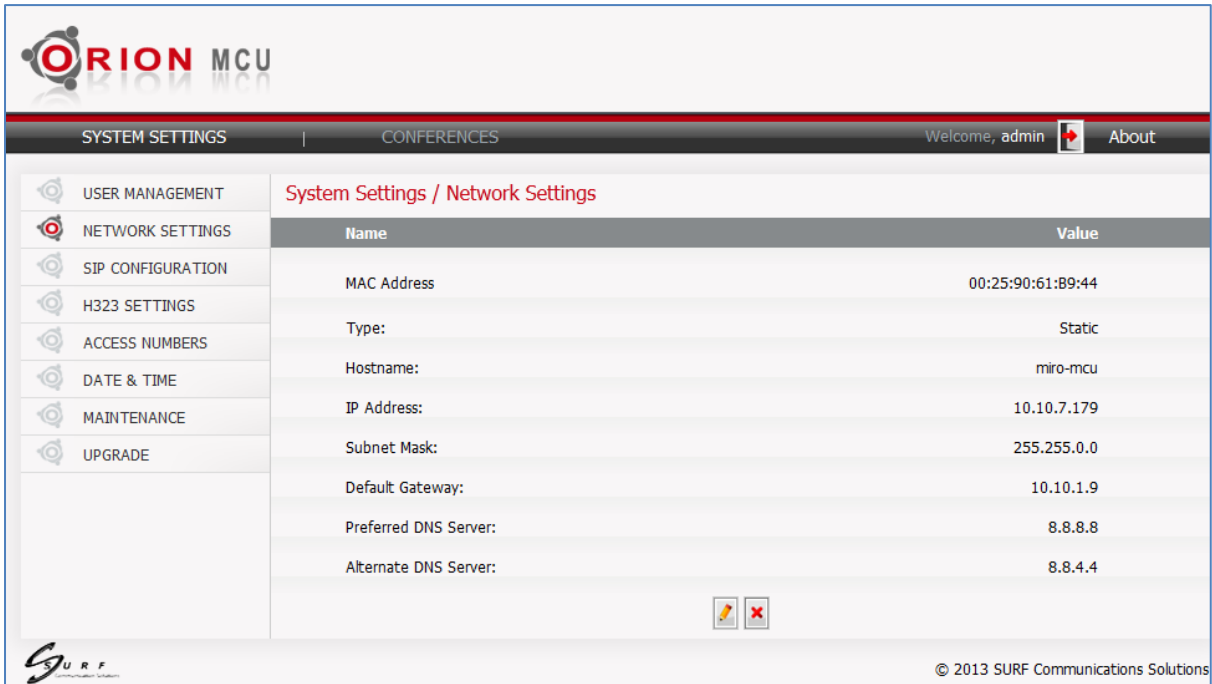 ORION MCU
SYSTEM SETTINGS | CONFERENCES Welcome, admin About
USER MANAGEMENT
NETWORK SETTINGS
SIP CONFIGURATION
H323 SETTINGS
ACCESS NUMBERS
DATE & TIME
MAINTENANCE
UPGRADE
System Settings / Network Settings
Name Value
MAC Address 00:25:90:61:B9:44
Type: Static
Hostname: miro-mcu
IP Address: 10.10.7.179
Subnet Mask: 255.255.0.0
Default Gateway: 10.10.1.9
Preferred DNS Server: 8.8.8.8
Alternate DNS Server: 8.8.4.4
SURF
Communication Solutions
© 2013 SURF Communications Solutions